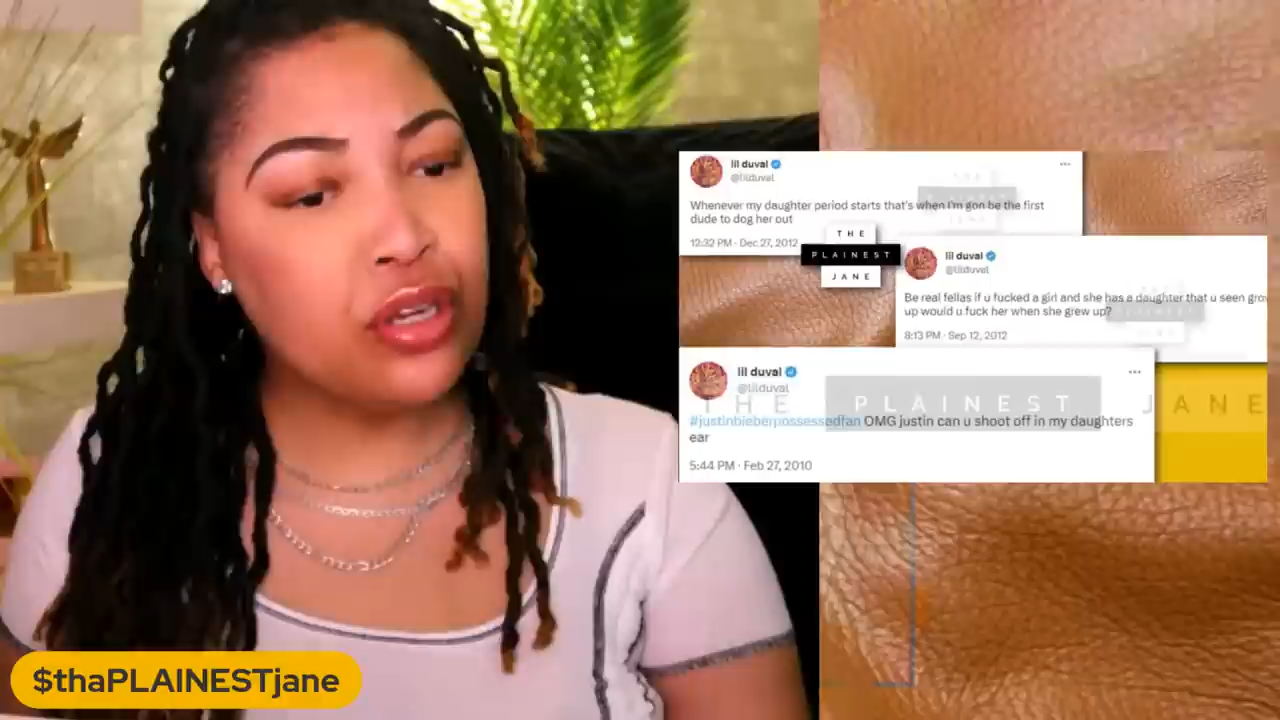 lil duval
@lilduval
Whenever my daughter period starts that's when I'm gon be the first
dude to dog her out
12:32 PM · Dec 27, 2012
THE
PLAINEST
JANE
lil duval
@lilduval
Be real fellas if u fucked a girl and she has a daughter that u seen grow
up would u fuck her when she grew up?
8:13 PM · Sep 12, 2012
lil duval
@lilduval
THE PLAINEST JANE
#justinbieberpossessedfan OMG justin can u shoot off in my daughters
ear
5:44 PM · Feb 27, 2010
$thaPLAINESTjane